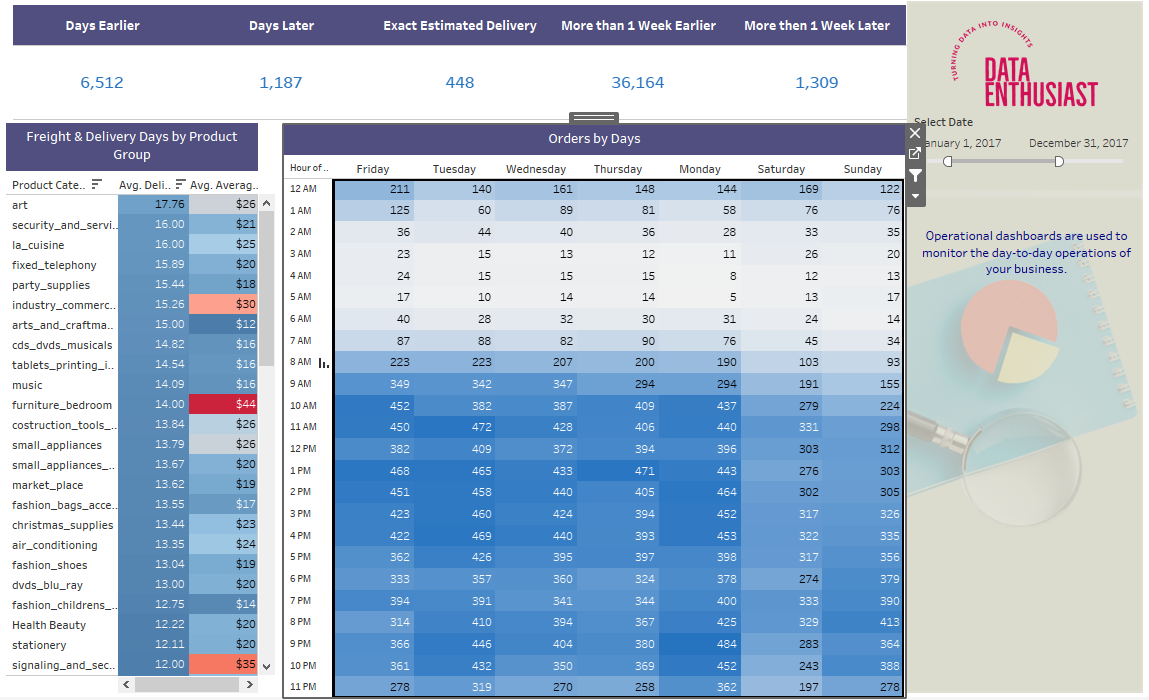 Days Earlier Days Later Exact Estimated Delivery More than 1 Week Earlier More then 1 Week Later
6,512 1,187 448 36,164 1,309
TURNING DATA INTO INSIGHTS
DATA
ENTHUSIAST
Select Date
anuary 1, 2017 December 31, 2017
Operational dashboards are used to
monitor the day-to-day operations of
your business.
Freight & Delivery Days by Product
Group
Product Cate.. Avg. Deli.. Avg. Averag..
art 17.76 $26
security_and_servi.. 16.00 $21
la_cuisine 16.00 $25
fixed_telephony 15.89 $20
party_supplies 15.44 $18
industry_commerc.. 15.26 $30
arts_and_craftma.. 15.00 $12
cds_dvds_musicals 14.82 $16
tablets_printing_i.. 14.54 $16
music 14.09 $16
furniture_bedroom 14.00 $44
costruction_tools_.. 13.84 $26
small_appliances 13.79 $26
small_appliances_.. 13.67 $20
market_place 13.62 $19
fashion_bags_acce.. 13.55 $17
christmas_supplies 13.44 $23
air_conditioning 13.35 $24
fashion_shoes 13.04 $19
dvds_blu_ray 13.00 $20
fashion_childrens_.. 12.75 $14
Health Beauty 12.22 $20
stationery 12.11 $20
signaling_and_sec.. 12.00 $35
Orders by Days
Hour of .. Friday Tuesday Wednesday Thursday Monday Saturday Sunday
12 AM 211 140 161 148 144 169 122
1 AM 125 60 89 81 58 76 76
2 AM 36 44 40 36 28 33 35
3 AM 23 15 13 12 11 26 20
4 AM 24 15 15 15 8 12 13
5 AM 17 10 14 14 5 13 17
6 AM 40 28 32 30 31 24 14
7 AM 87 88 82 90 76 45 34
8 AM 223 223 207 200 190 103 93
9 AM 349 342 347 294 294 191 155
10 AM 452 382 387 409 437 279 224
11 AM 450 472 428 406 440 331 298
12 PM 382 409 372 394 396 303 312
1 PM 468 465 433 471 443 276 303
2 PM 451 458 440 405 464 302 305
3 PM 423 460 424 394 452 317 326
4 PM 422 469 440 393 453 322 335
5 PM 362 426 395 397 398 317 356
6 PM 333 357 360 324 378 274 379
7 PM 394 391 341 344 400 333 390
8 PM 314 410 394 367 425 329 413
9 PM 366 446 404 380 484 283 364
10 PM 361 432 350 369 452 243 388
11 PM 278 319 270 258 362 197 278